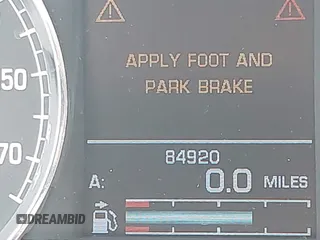 APPLY FOOT AND
PARK BRAKE
50
70
84920
A: 0.0 MILES
DREAMBID